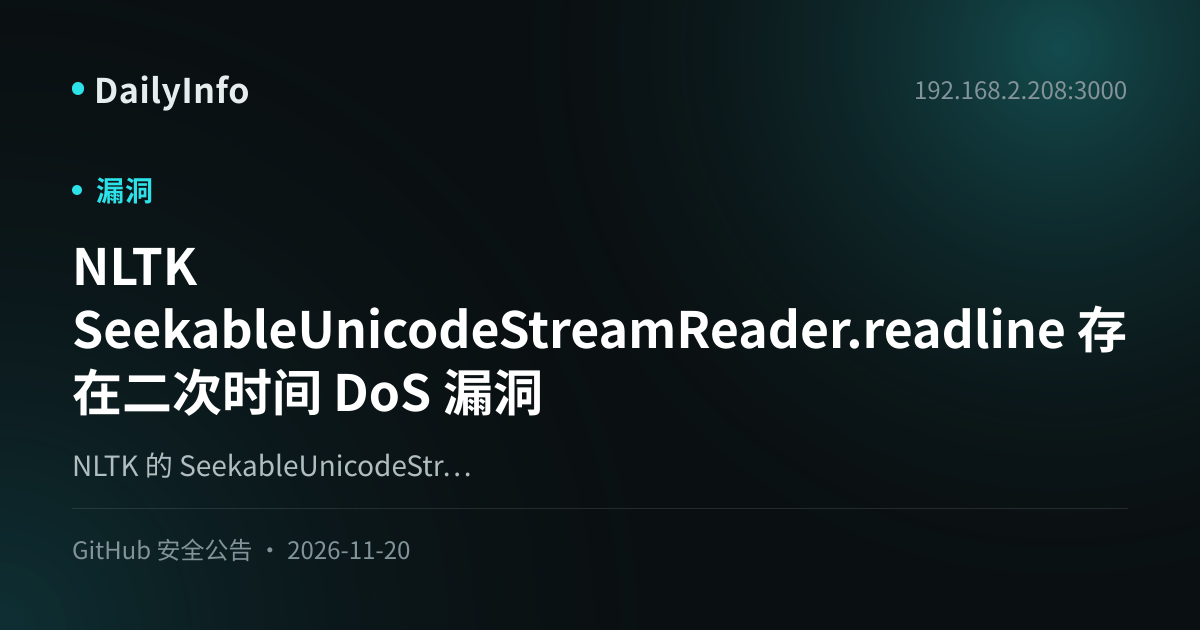 DailyInfo
192.168.2.208:3000
漏洞
NLTK
SeekableUnicodeStreamReader.readline 存
在二次时间 DoS 漏洞
NLTK 的 SeekableUnicodeStr…
GitHub 安全公告 · 2026-11-20